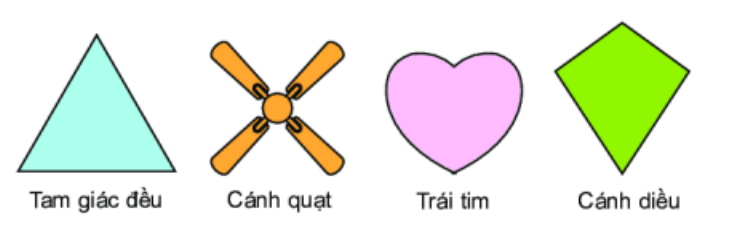 Tam giác đều
Cánh quạt
Trái tim
Cánh diều